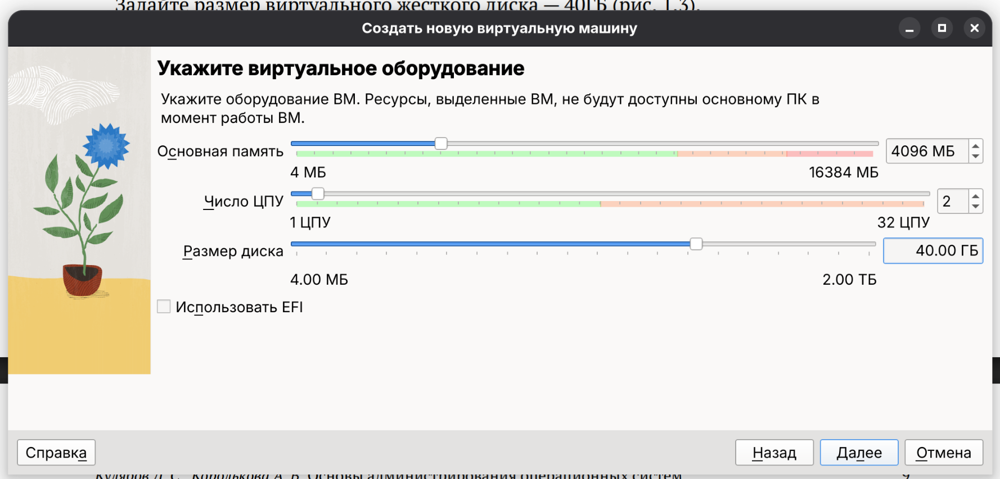 Задайте размер виртуального жесткого диска — 40ГБ (рис. 1.3).
Создать новую виртуальную машину
Укажите виртуальное оборудование
Укажите оборудование ВМ. Ресурсы, выделенные ВМ, не будут доступны основному ПК в
момент работы ВМ.
Основная память
4096 МБ
4 МБ
16384 МБ
Число ЦПУ
2
1 ЦПУ
32 ЦПУ
Размер диска
40.00 ГБ
4.00 МБ
2.00 ТБ
Использовать EFI
Справка
Назад
Далее
Отмена
Кулябов Д. С., Королькова А. В. Основы администрирования операционных систем
9